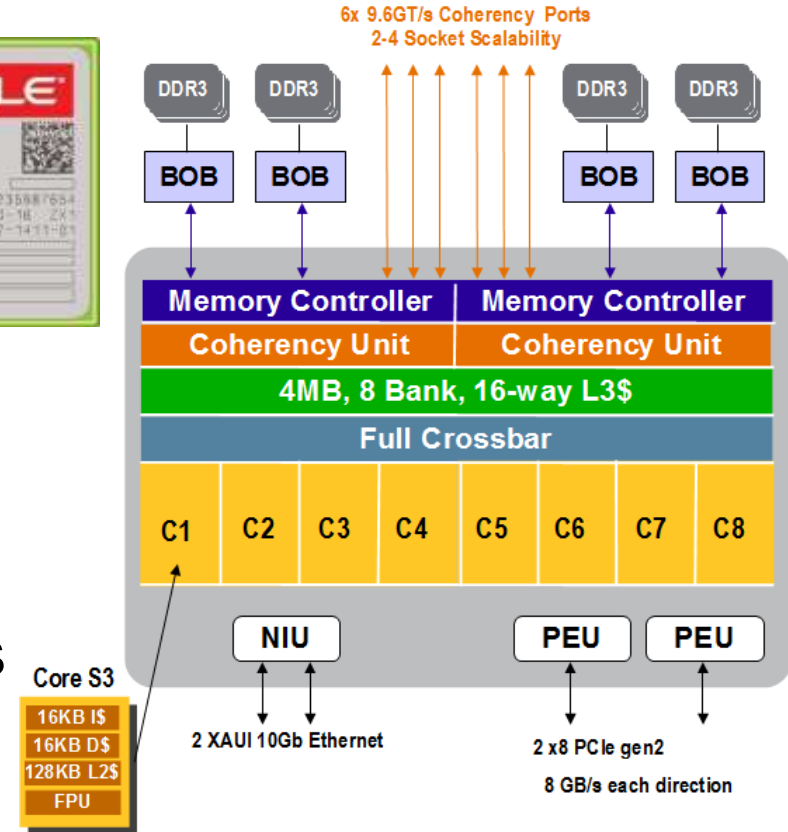 6x 9.6GT/s Coherency Ports
2-4 Socket Scalability
LE
DDR3 DDR3 DDR3 DDR3
BOB BOB BOB BOB
Memory Controller Memory Controller
Coherency Unit Coherency Unit
4MB, 8 Bank, 16-way L3$
Full Crossbar
C1 C2 C3 C4 C5 C6 C7 C8
NIU PEU PEU
s
Core S3
16KB I$
16KB D$
128KB L2$
FPU
2 XAUI 10Gb Ethernet
2 x8 PCIe gen2
8 GB/s each direction